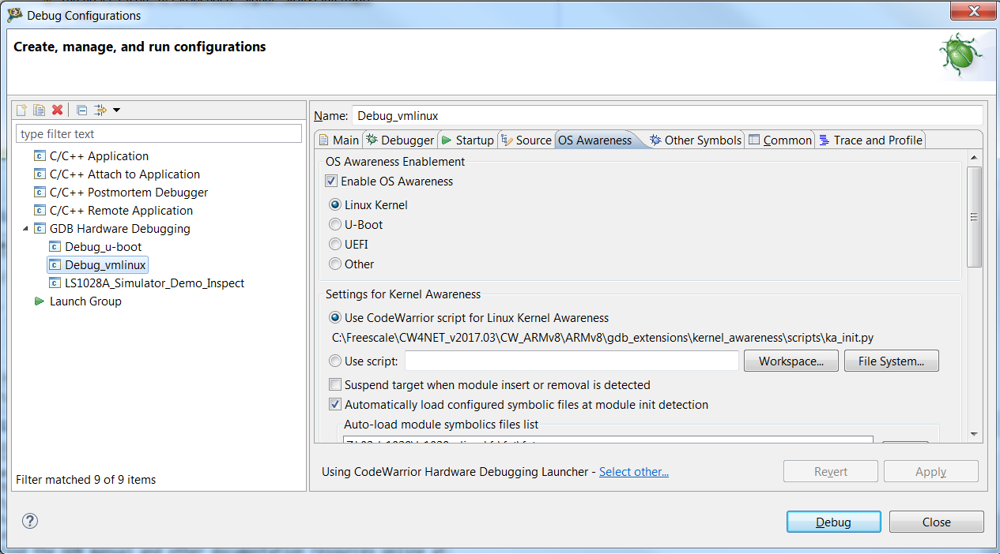 Debug Configurations
Create, manage, and run configurations
type filter text
C/C++ Application
C/C++ Attach to Application
C/C++ Postmortem Debugger
C/C++ Remote Application
GDB Hardware Debugging
Debug_u-boot
Debug_vmlinux
LS1028A_Simulator_Demo_Inspect
Launch Group
Filter matched 9 of 9 items
Name: Debug_vmlinux
Main Debugger Startup Source OS Awareness Other Symbols Common Trace and Profile
OS Awareness Enablement
Enable OS Awareness
Linux Kernel
U-Boot
UEFI
Other
Settings for Kernel Awareness
Use CodeWarrior script for Linux Kernel Awareness
C:\Freescale\CW4NET_v2017.03\CW_ARMv8\ARMv8\gdb_extensions\kernel_awareness\scripts\ka_init.py
Use script: Workspace... File System...
Suspend target when module insert or removal is detected
Automatically load configured symbolic files at module init detection
Auto-load module symbolics files list
Using CodeWarrior Hardware Debugging Launcher - Select other...
Revert Apply
Debug Close